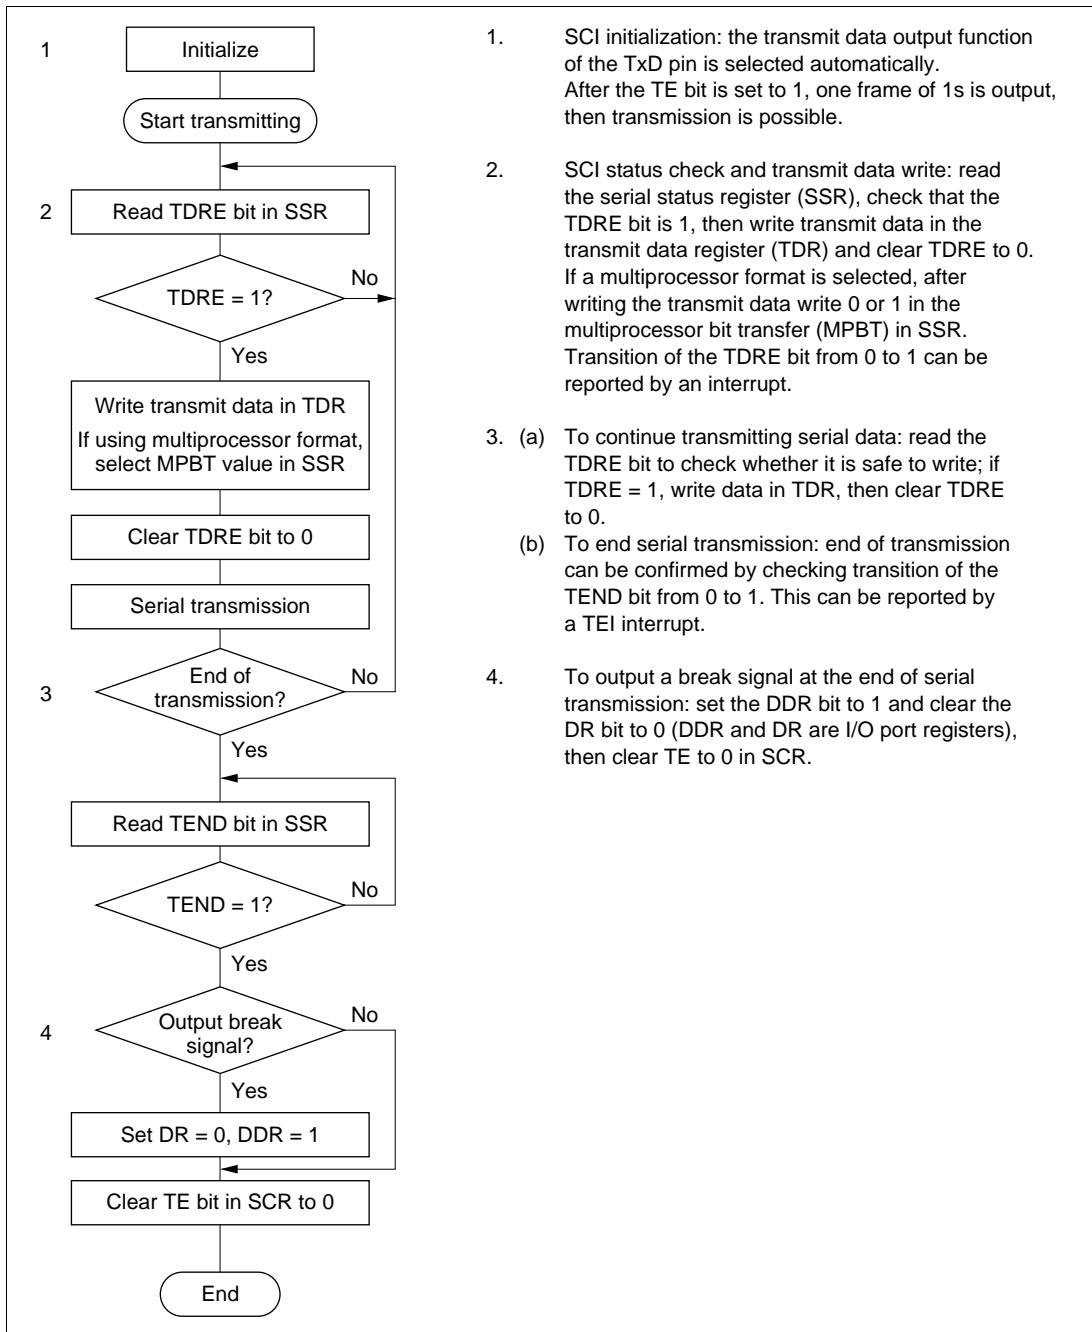 1
Initialize
Start transmitting
2
Read TDRE bit in SSR
TDRE = 1?
No
Yes
Write transmit data in TDR
If using multiprocessor format,
select MPBT value in SSR
Clear TDRE bit to 0
Serial transmission
3
End of
transmission?
No
Yes
Read TEND bit in SSR
TEND = 1?
No
Yes
4
Output break
signal?
No
Yes
Set DR = 0, DDR = 1
Clear TE bit in SCR to 0
End
1. SCI initialization: the transmit data output function
of the TxD pin is selected automatically.
After the TE bit is set to 1, one frame of 1s is output,
then transmission is possible.
2. SCI status check and transmit data write: read
the serial status register (SSR), check that the
TDRE bit is 1, then write transmit data in the
transmit data register (TDR) and clear TDRE to 0.
If a multiprocessor format is selected, after
writing the transmit data write 0 or 1 in the
multiprocessor bit transfer (MPBT) in SSR.
Transition of the TDRE bit from 0 to 1 can be
reported by an interrupt.
3. (a) To continue transmitting serial data: read the
TDRE bit to check whether it is safe to write; if
TDRE = 1, write data in TDR, then clear TDRE
to 0.
(b) To end serial transmission: end of transmission
can be confirmed by checking transition of the
TEND bit from 0 to 1. This can be reported by
a TEI interrupt.
4. To output a break signal at the end of serial
transmission: set the DDR bit to 1 and clear the
DR bit to 0 (DDR and DR are I/O port registers),
then clear TE to 0 in SCR.